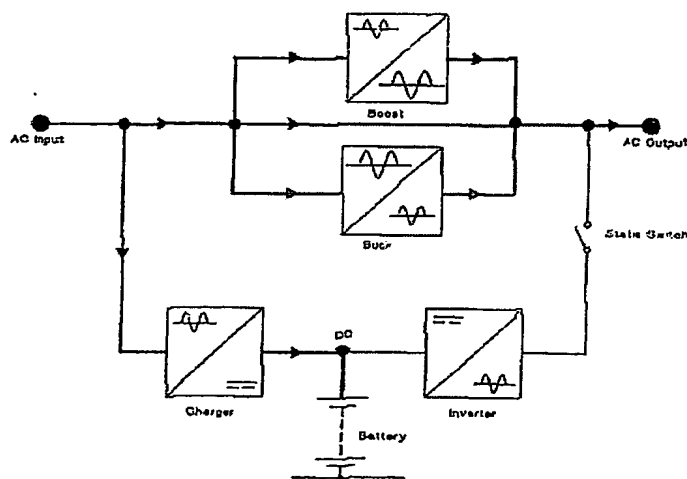 Boost
AC Input
AC Output
Buck
Static Switch
DC
Charger
Inverter
Battery